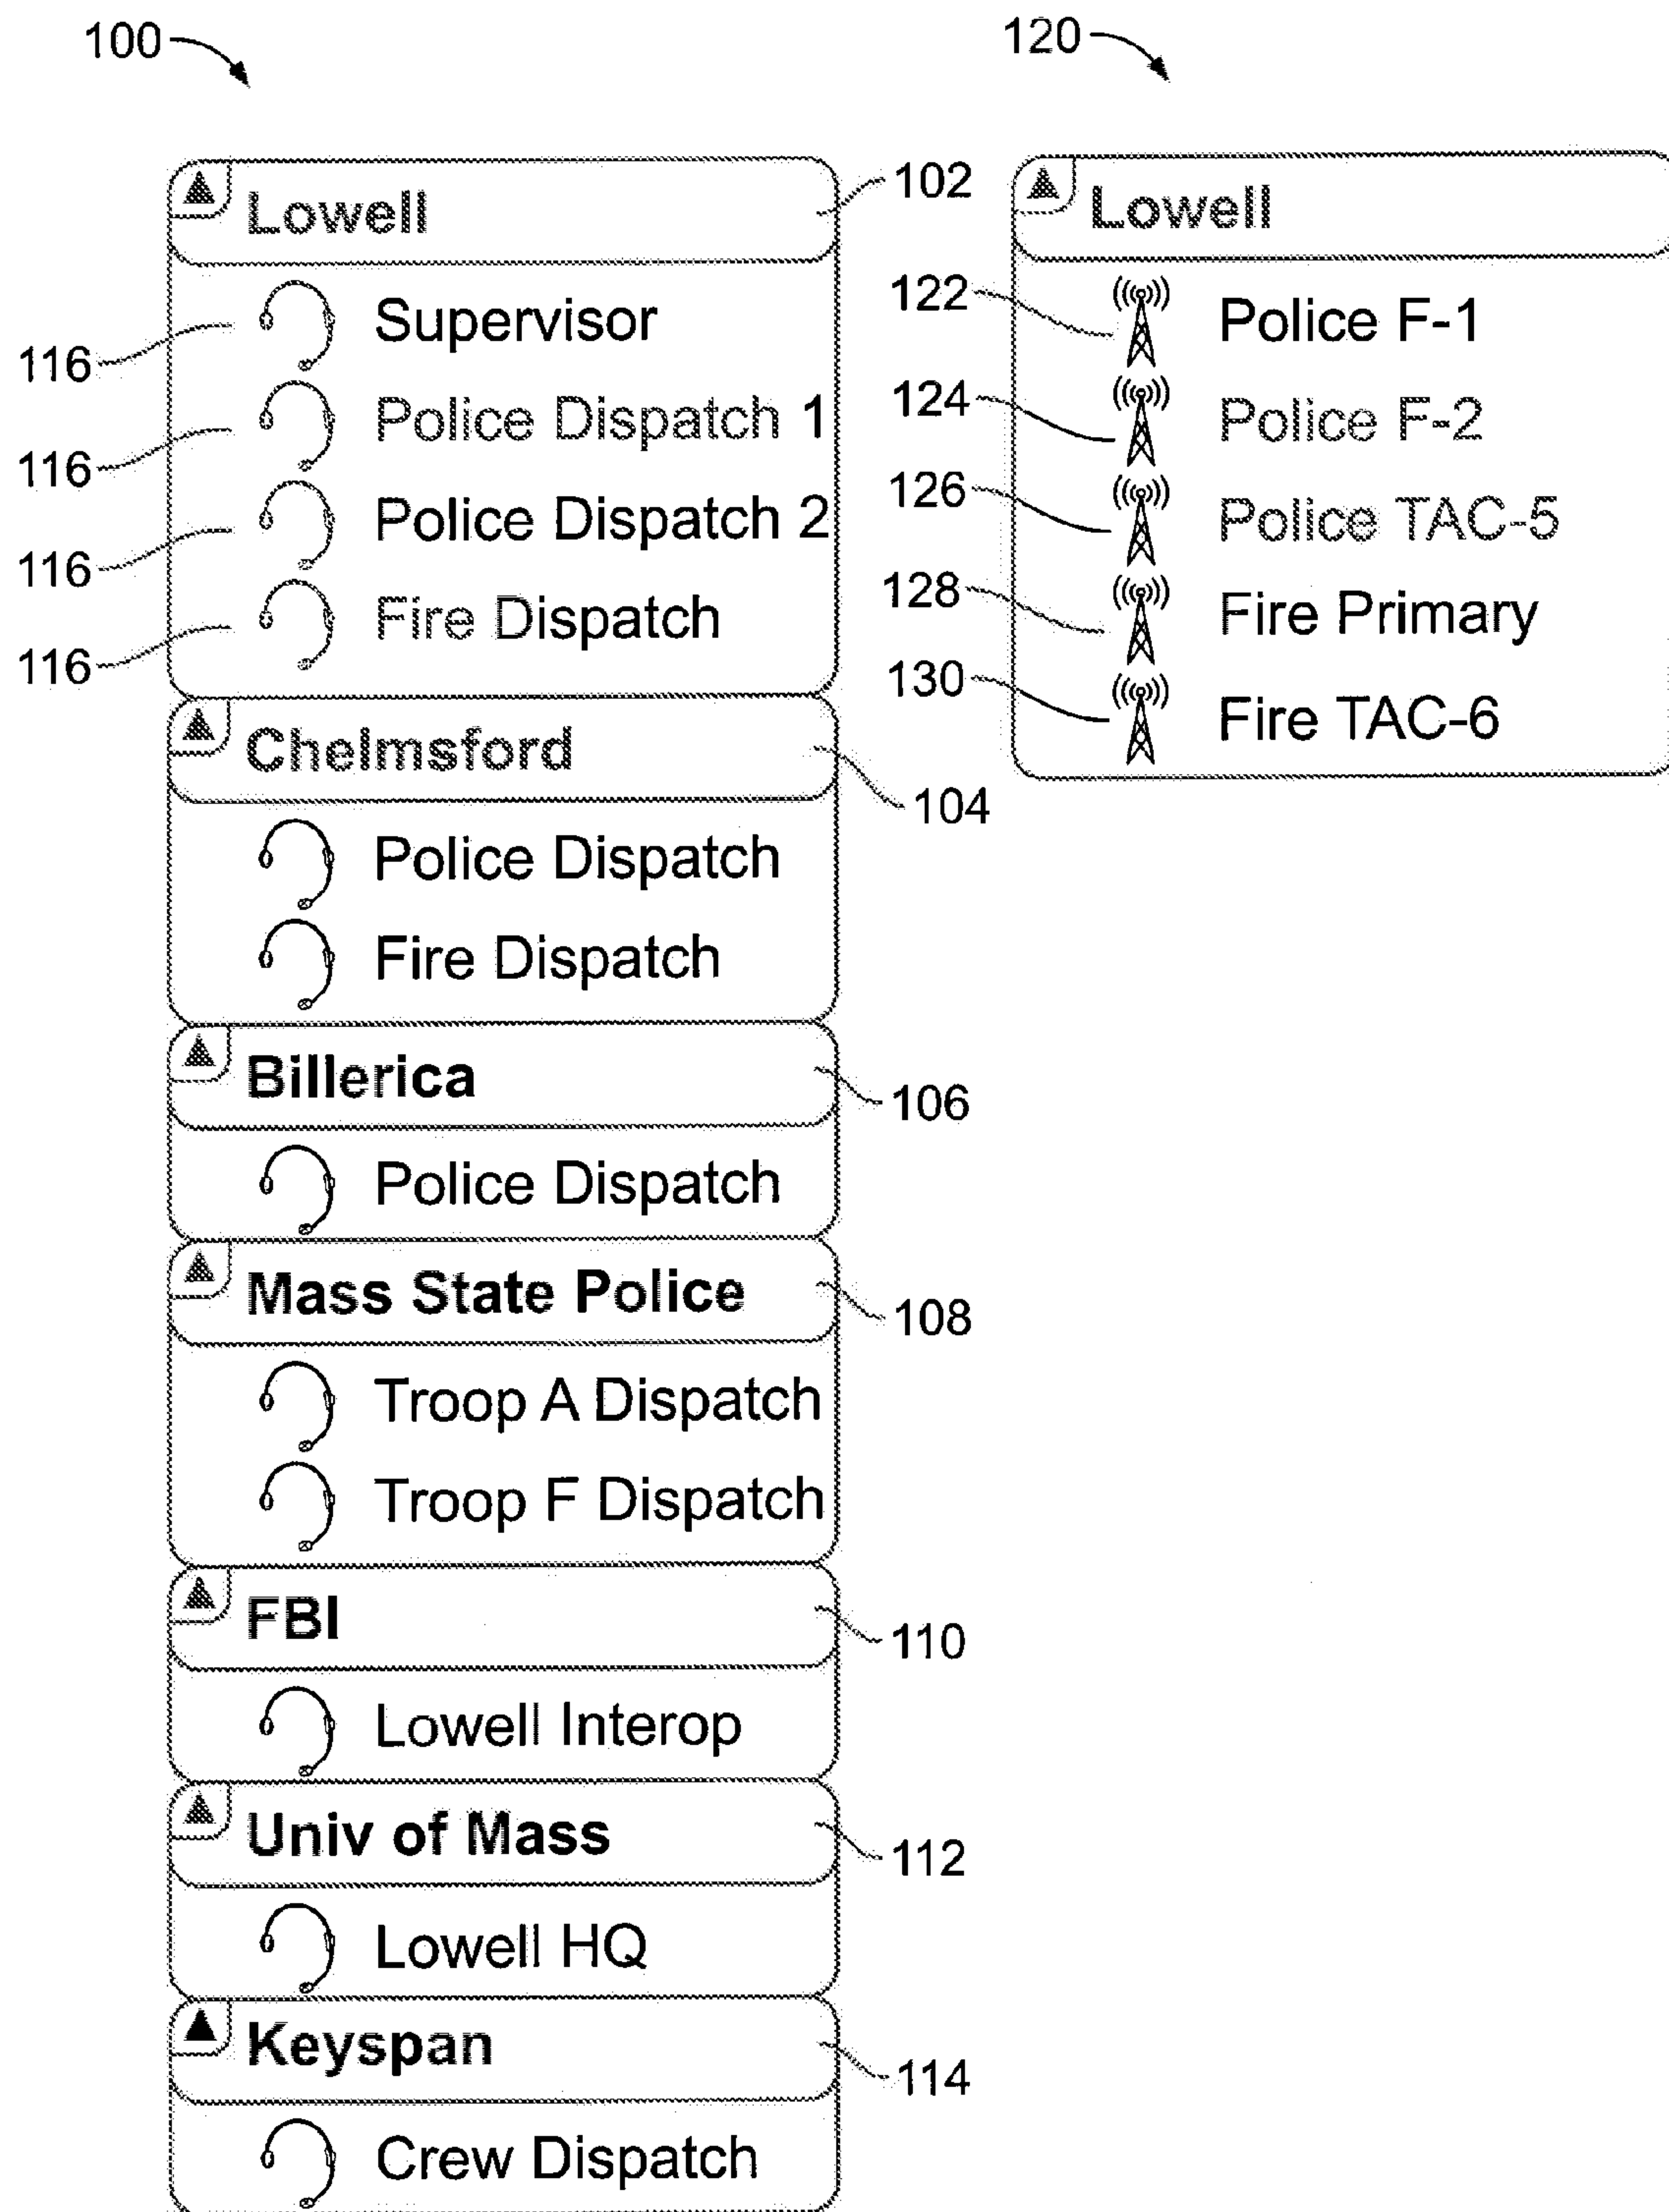 100
120
Lowell
102
Supervisor
116
Police Dispatch 1
116
Police Dispatch 2
116
Fire Dispatch
116
Chelmsford
104
Police Dispatch
Fire Dispatch
Billerica
106
Police Dispatch
Mass State Police
108
Troop A Dispatch
Troop F Dispatch
FBI
110
Lowell Interop
Univ of Mass
112
Lowell HQ
Keyspan
114
Crew Dispatch
Lowell
122
Police F-1
124
Police F-2
126
Police TAC-5
128
Fire Primary
130
Fire TAC-6